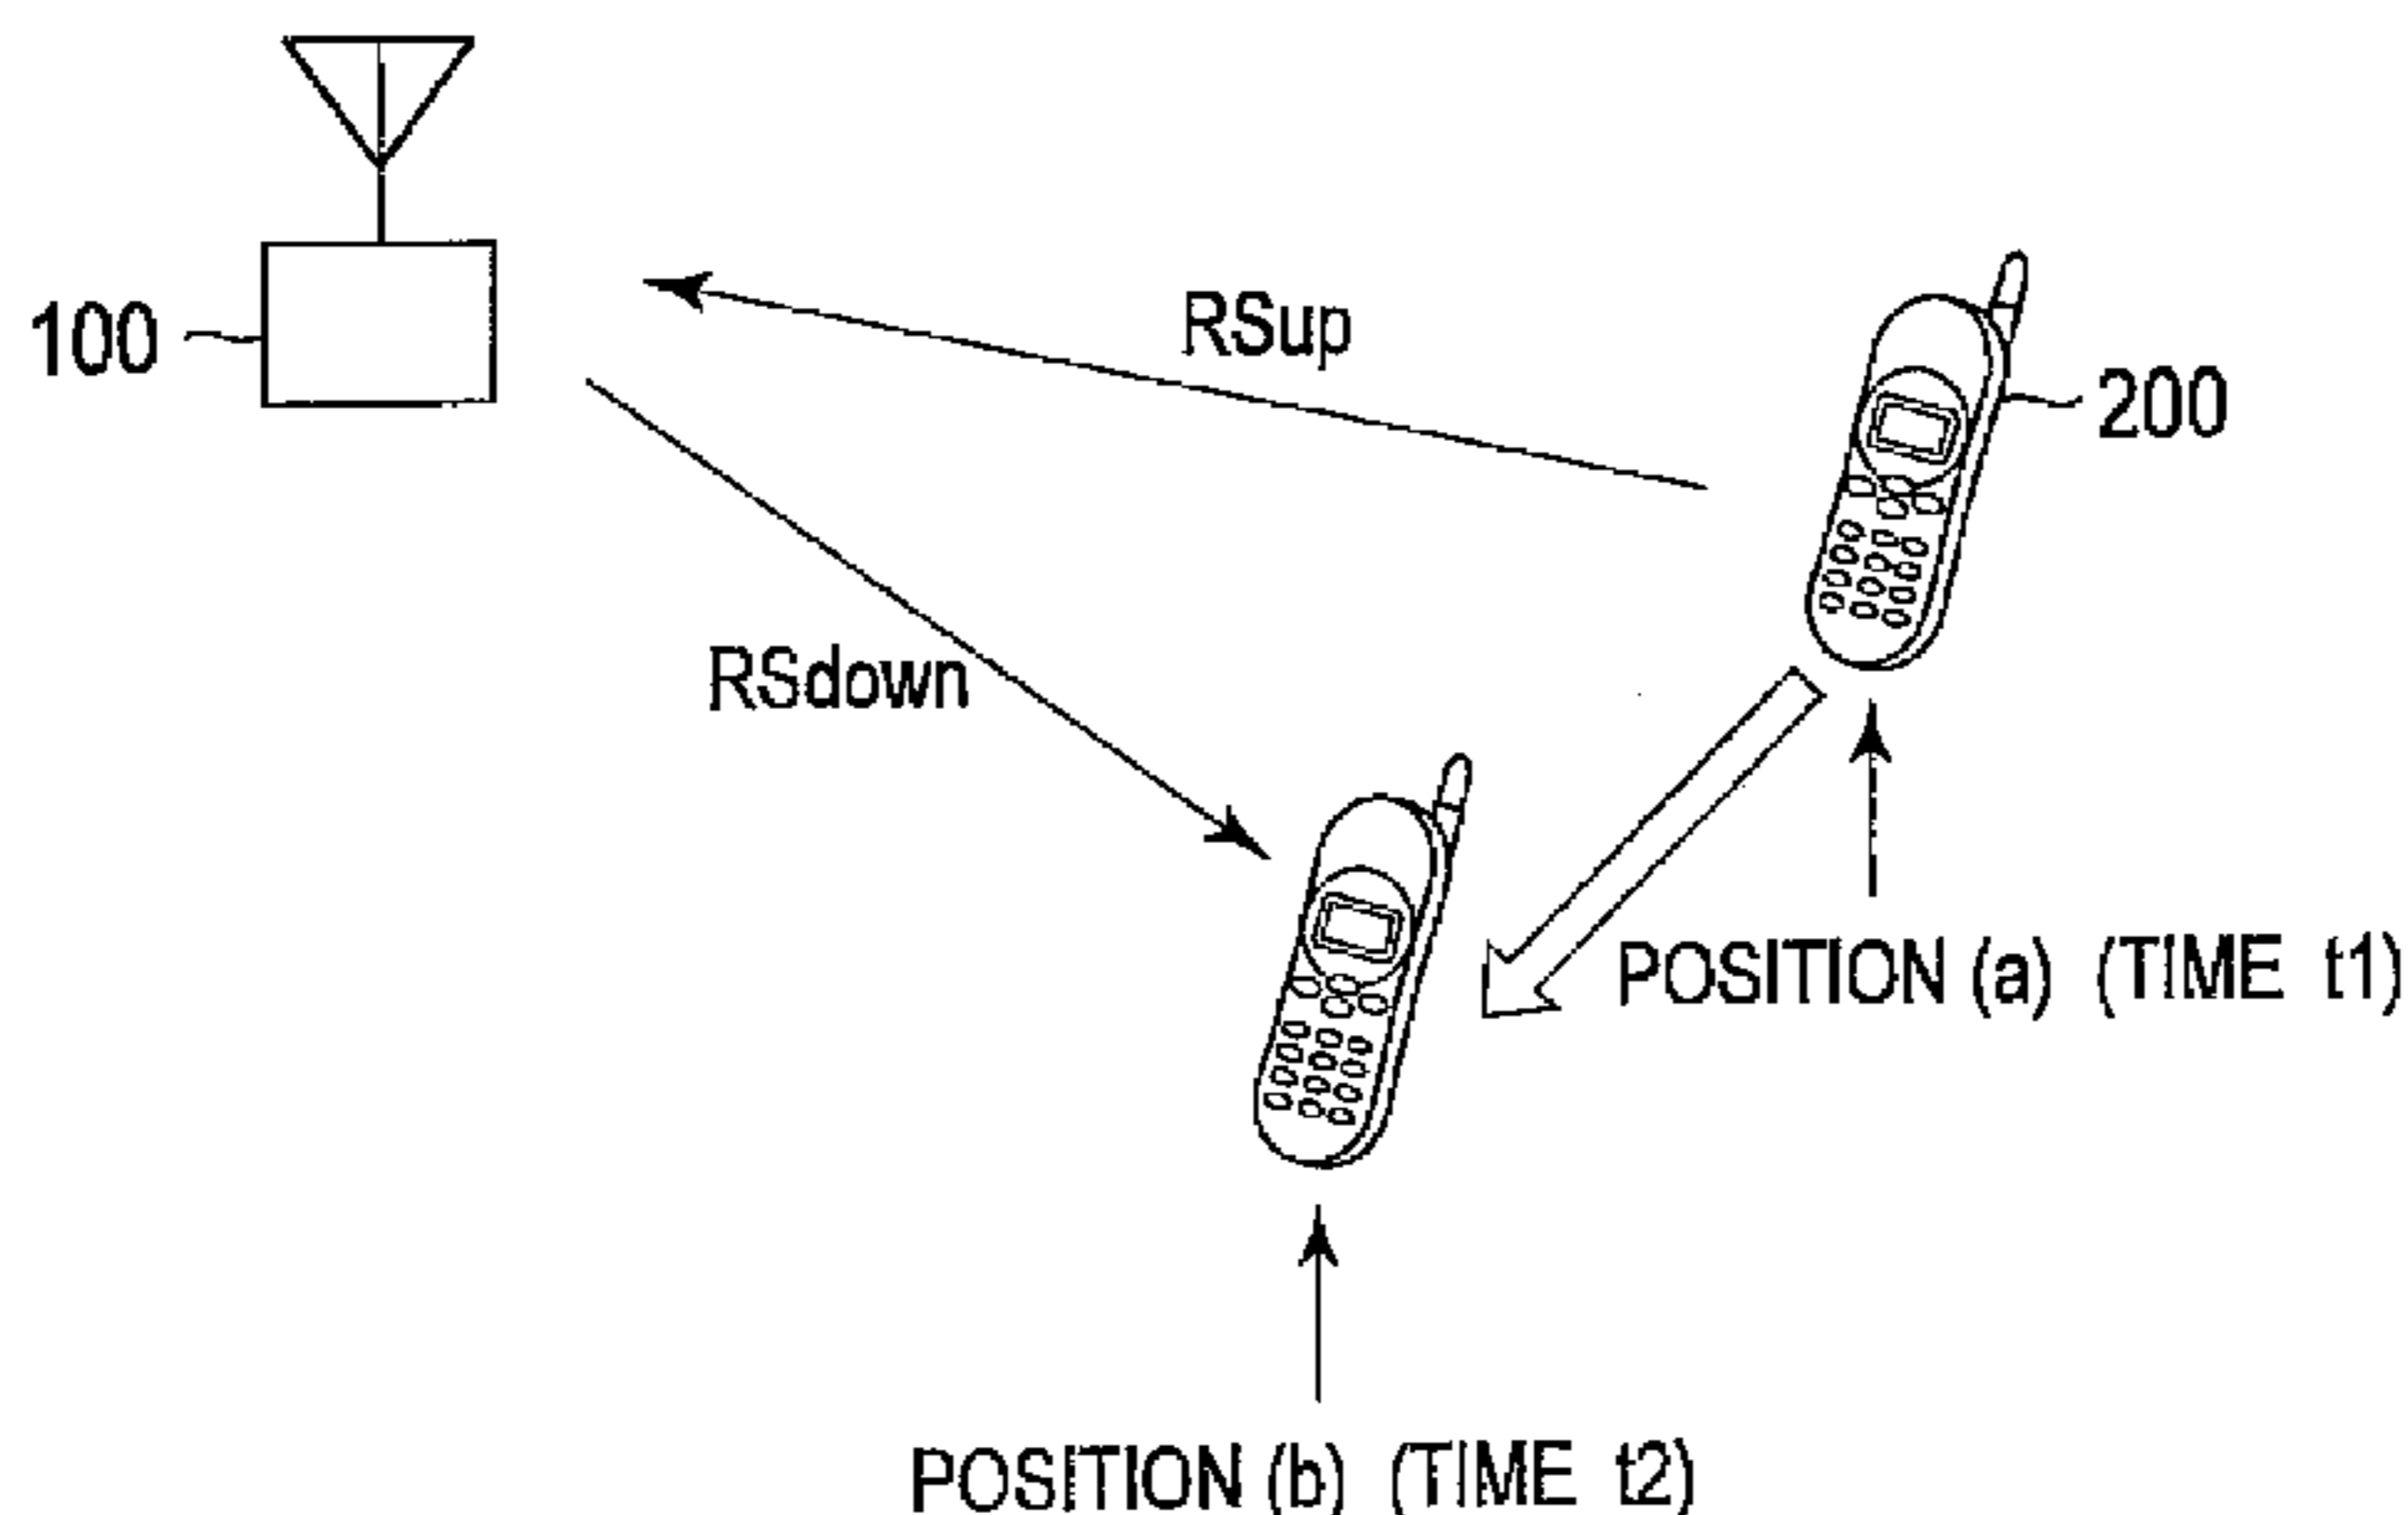 100
RSup
200
RSdown
POSITION (a) (TIME t1)
POSITION (b) (TIME t2)